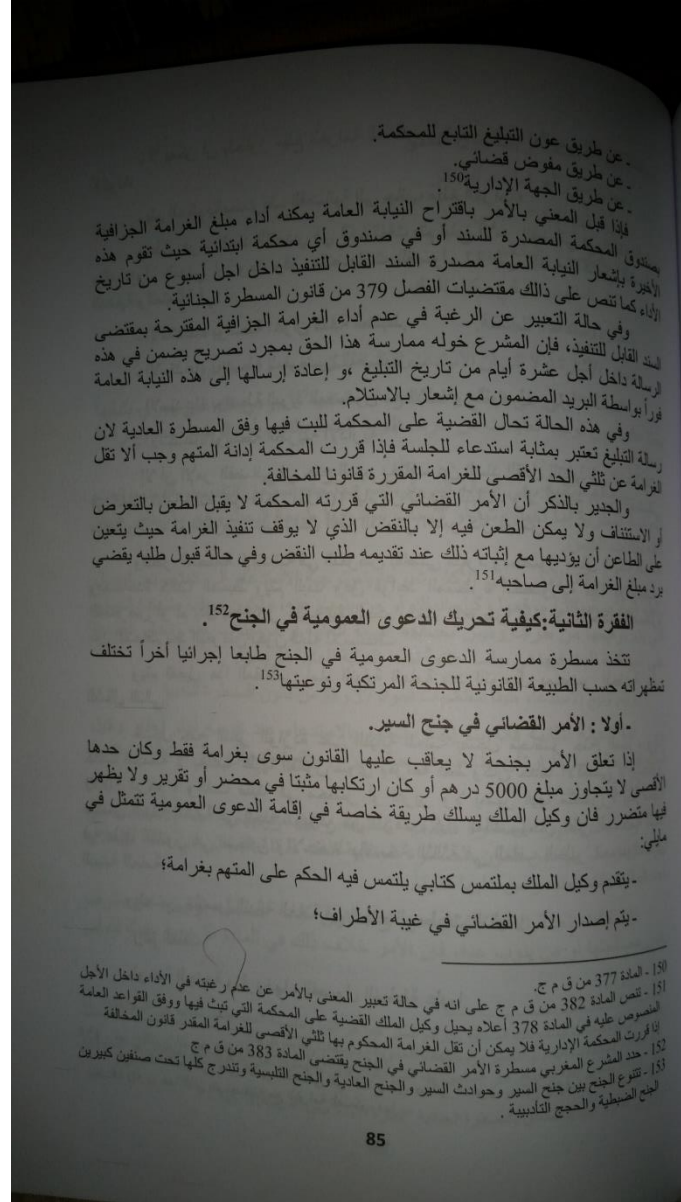 - عن طريق عون التبليغ التابع للمحكمة.
- عن طريق مفوض قضائي.
- عن طريق الجهة الإدارية150.
فإذا قبل المعني بالأمر باقتراح النيابة العامة يمكنه أداء مبلغ الغرامة الجزافية
بصندوق المحكمة المصدرة للسند أو في صندوق أي محكمة ابتدائية حيث تقوم هذه
الأخيرة بإشعار النيابة العامة مصدرة السند القابل للتنفيذ داخل اجل أسبوع من تاريخ
الأداء كما تنص على ذالك مقتضيات الفصل 379 من قانون المسطرة الجنائية.
وفي حالة التعبير عن الرغبة في عدم أداء الغرامة الجزافية المقترحة بمقتضى
السند القابل للتنفيذ، فإن المشرع خوله ممارسة هذا الحق بمجرد تصريح يضمن في هذه
الرسالة داخل أجل عشرة أيام من تاريخ التبليغ ،و إعادة إرسالها إلى هذه النيابة العامة
فوراً بواسطة البريد المضمون مع إشعار بالاستلام.
وفي هذه الحالة تحال القضية على المحكمة للبت فيها وفق المسطرة العادية لان
رسالة التبليغ تعتبر بمثابة استدعاء للجلسة فإذا قررت المحكمة إدانة المتهم وجب ألا تقل
الغرامة عن ثلثي الحد الأقصى للغرامة المقررة قانونا للمخالفة.
والجدير بالذكر أن الأمر القضائي التي قررته المحكمة لا يقبل الطعن بالتعرض
أو الاستئناف ولا يمكن الطعن فيه إلا بالنقض الذي لا يوقف تنفيذ الغرامة حيث يتعين
على الطاعن أن يؤديها مع إثباته ذلك عند تقديمه طلب النقض وفي حالة قبول طلبه يقضي
برد مبلغ الغرامة إلى صاحبه151.
الفقرة الثانية:كيفية تحريك الدعوى العمومية في الجنح152.
تتخذ مسطرة ممارسة الدعوى العمومية في الجنح طابعا إجرائيا أخراً تختلف
تمظهراته حسب الطبيعة القانونية للجنحة المرتكبة ونوعيتها153.
- أولا : الأمر القضائي في جنح السير.
إذا تعلق الأمر بجنحة لا يعاقب عليها القانون سوى بغرامة فقط وكان حدها
الأقصى لا يتجاوز مبلغ 5000 درهم أو كان ارتكابها مثبتا في محضر أو تقرير ولا يظهر
فيها متضرر فان وكيل الملك يسلك طريقة خاصة في إقامة الدعوى العمومية تتمثل في
مايلي:
- يتقدم وكيل الملك بملتمس كتابي يلتمس فيه الحكم على المتهم بغرامة؛
- يتم إصدار الأمر القضائي في غيبة الأطراف؛
150 - المادة 377 من ق م ج.
151 - تنص المادة 382 من ق م ج على انه في حالة تعبير المعنى بالأمر عن عدم رغبته في الأداء داخل الأجل
المنصوص عليه في المادة 378 أعلاه يحيل وكيل الملك القضية على المحكمة التي تبث فيها ووفق القواعد العامة
إذا قررت المحكمة الإدارية فلا يمكن أن تقل الغرامة المحكوم بها ثلثي الأقصى للغرامة المقدر قانون المخالفة
152 - حدد المشرع المغربي مسطرة الأمر القضائي في الجنح يقتضى المادة 383 من ق م ج
153 - تتنوع الجنح بين جنح السير وحوادث السير والجنح العادية والجنح التلبسية وتندرج كلها تحت صنفين كبيرين
الجنح الضبطية والحجج التأديبية .
85